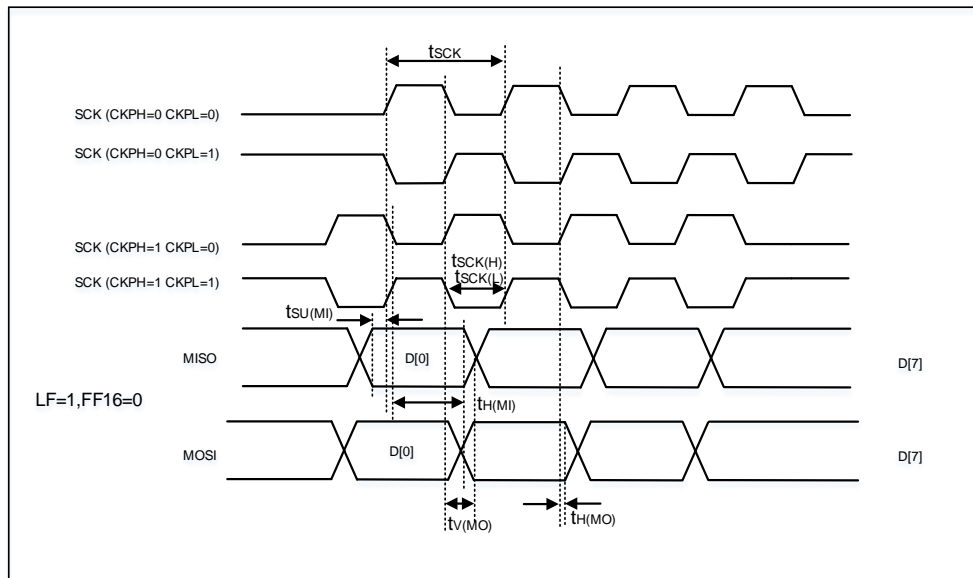 tSCK
SCK (CKPH=0 CKPL=0)
SCK (CKPH=0 CKPL=1)
SCK (CKPH=1 CKPL=0)
tSCK(H)
tSCK(L)
SCK (CKPH=1 CKPL=1)
tSU(MI)
MISO
D[0]
D[7]
LF=1,FF16=0
tH(MI)
MOSI
D[0]
D[7]
tV(MO)
tH(MO)